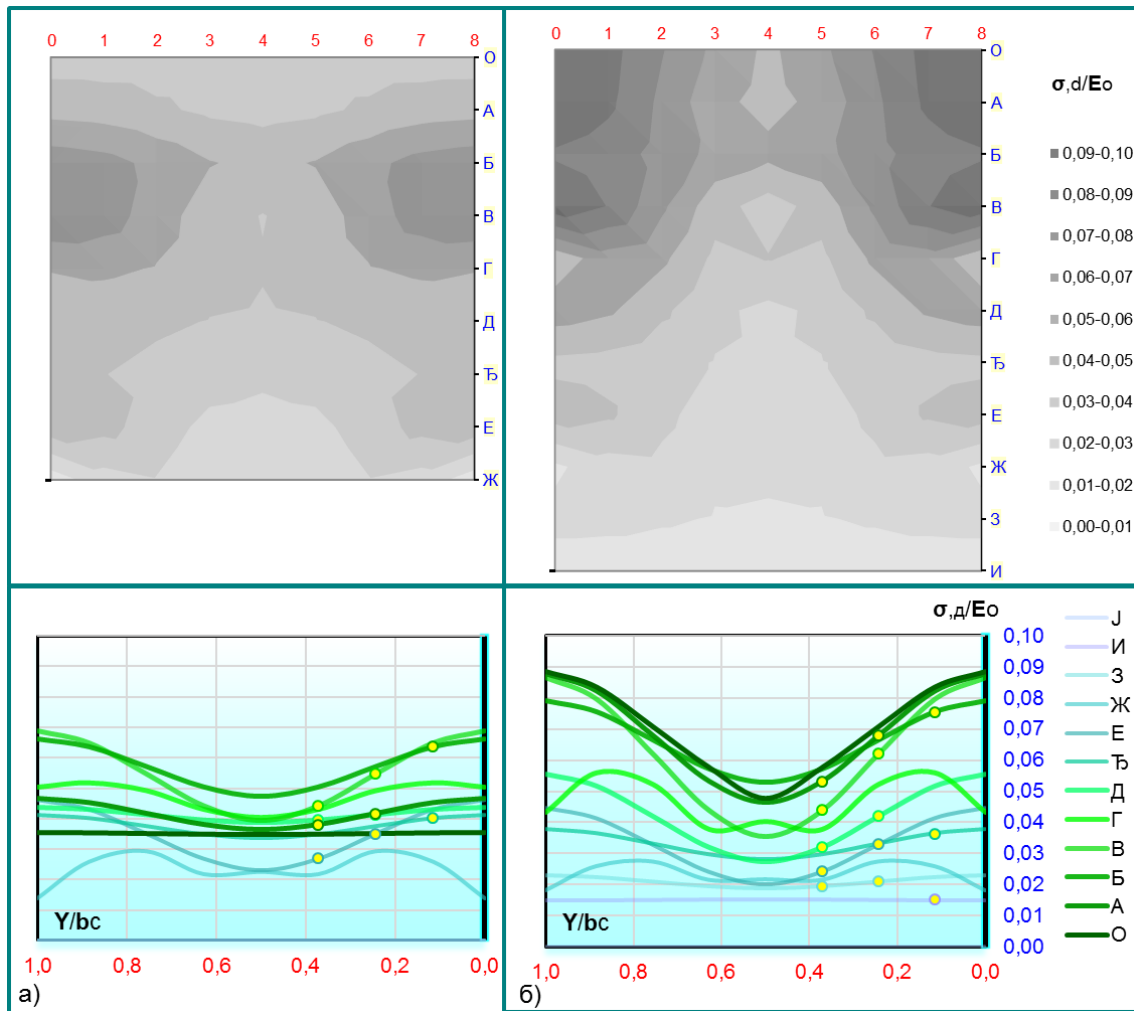 0 1 2 3 4 5 6 7 8
О
А
Б
В
Г
Д
Ђ
Е
Ж
0 1 2 3 4 5 6 7 8
О
А
Б
В
Г
Д
Ђ
Е
Ж
З
И
σ,d/Eo
0,09-0,10
0,08-0,09
0,07-0,08
0,06-0,07
0,05-0,06
0,04-0,05
0,03-0,04
0,02-0,03
0,01-0,02
0,00-0,01
Y/bc
1,0 0,8 0,6 0,4 0,2 0,0
а)
σ,д/Eo
0,10
0,09
0,08
0,07
0,06
0,05
0,04
0,03
0,02
0,01
0,00
Y/bc
1,0 0,8 0,6 0,4 0,2 0,0
б)
Ј
И
З
Ж
Е
Ђ
Д
Г
В
Б
А
О